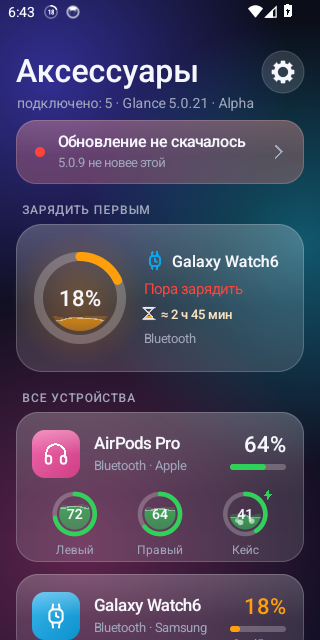 6:43
18
Аксессуары
подключено: 5 · Glance 5.0.21 · Alpha
Обновление не скачалось
5.0.9 не новее этой
ЗАРЯДИТЬ ПЕРВЫМ
18%
Galaxy Watch6
Пора зарядить
≈ 2 ч 45 мин
Bluetooth
ВСЕ УСТРОЙСТВА
AirPods Pro
64%
Bluetooth · Apple
72
64
41
Левый
Правый
Кейс
Galaxy Watch6
18%
Bluetooth · Samsung